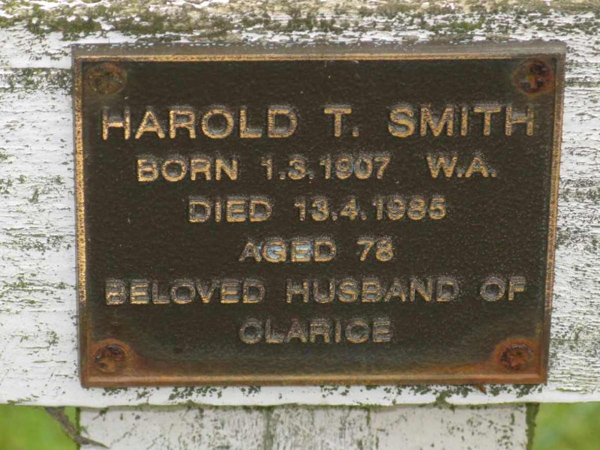 HAROLD T. SMITH
BORN 1.3.1907 W.A.
DIED 13.4.1985
AGED 78
BELOVED HUSBAND OF
CLARICE